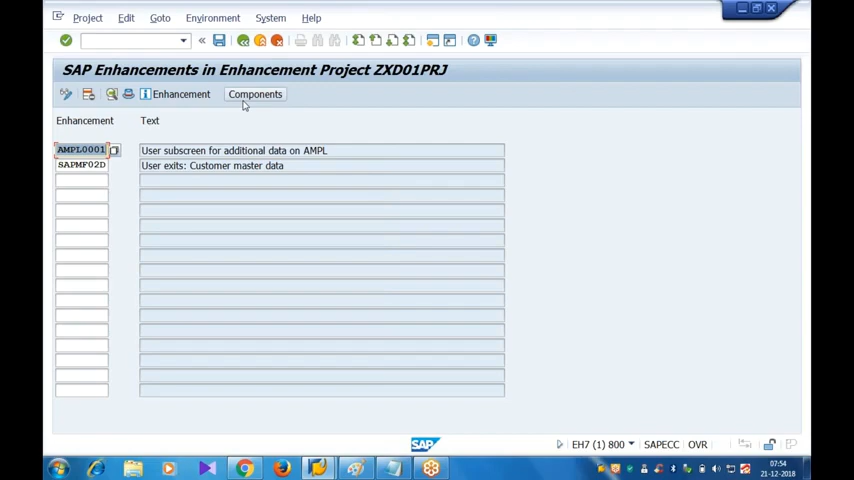 Project Edit Goto Environment System Help
SAP Enhancements in Enhancement Project ZXD01PRJ
Enhancement Components
Enhancement Text
AMPL0001 User subscreen for additional data on AMPL
SAPMF02D User exits: Customer master data
SAP EH7 (1) 800 SAPECC OVR
07:54
21-12-2018